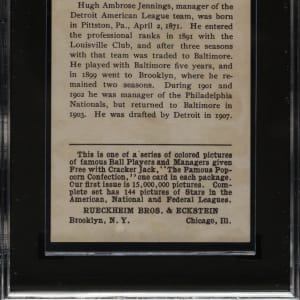 Hugh Ambrose Jennings, manager of the
Detroit American League team, was born
in Pittston, Pa., April 2, 1871. He entered
the professional ranks in 1891 with the
Louisville Club, and after three seasons
with that team was traded to Baltimore.
He played with Baltimore five years, and
in 1899 went to Brooklyn, where he re-
mained two seasons. During 1901 and
1902 he was manager of the Philadelphia
Nationals, but returned to Baltimore in
1903. He was drafted by Detroit in 1907.
This is one of a series of colored pictures
of famous Ball Players and Managers given
Free with Cracker Jack, "The Famous Pop-
corn Confection," one card in each package.
Our first issue is 15,000,000 pictures. Com-
plete set has 144 pictures of Stars in the
American, National and Federal Leagues.
RUECKHEIM BROS. & ECKSTEIN
Brooklyn, N. Y. Chicago, Ill.